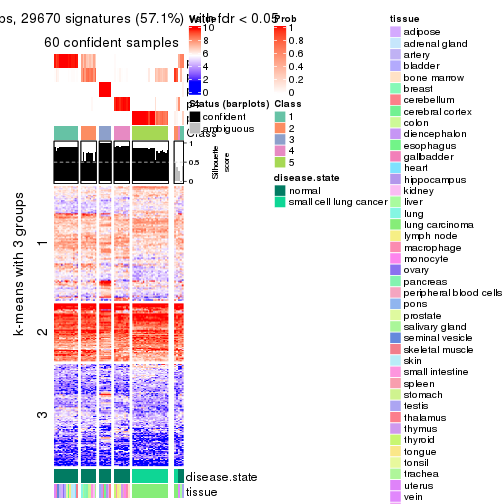 ps, 29670 signatures (57.1%) with fdr < 0.05
60 confident samples
Value
10
8
6
4
2
0
Prob
1
0.8
0.6
0.4
0.2
0
Status (barplots)
confident
ambiguous
Class
1
2
3
4
5
disease.state
normal
small cell lung cancer
Class
1
0.5
0
Silhouette
score
k-means with 3 groups
1
2
3
disease.state
tissue
tissue
adipose
adrenal gland
artery
bladder
bone marrow
breast
cerebellum
cerebral cortex
colon
diencephalon
esophagus
gallbadder
heart
hippocampus
kidney
liver
lung
lung carcinoma
lymph node
macrophage
monocyte
ovary
pancreas
peripheral blood cells
pons
prostate
salivary gland
seminal vesicle
skeletal muscle
skin
small intestine
spleen
stomach
testis
thalamus
thymus
thyroid
tongue
tonsil
trachea
uterus
vein